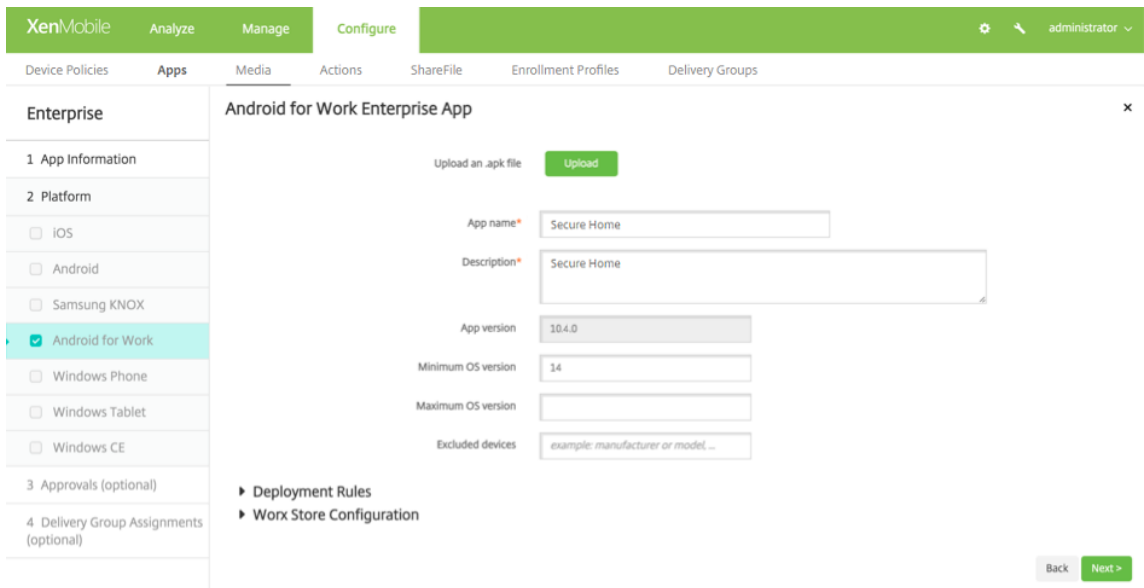 XenMobile Analyze Manage Configure administrator
Device Policies Apps Media Actions ShareFile Enrollment Profiles Delivery Groups
Enterprise
1 App Information
2 Platform
iOS
Android
Samsung KNOX
Android for Work
Windows Phone
Windows Tablet
Windows CE
3 Approvals (optional)
4 Delivery Group Assignments
(optional)
Android for Work Enterprise App
Upload an .apk file Upload
App name* Secure Home
Description* Secure Home
App version 10.4.0
Minimum OS version 14
Maximum OS version
Excluded devices example: manufacturer or model, ...
Deployment Rules
Worx Store Configuration
Back Next >